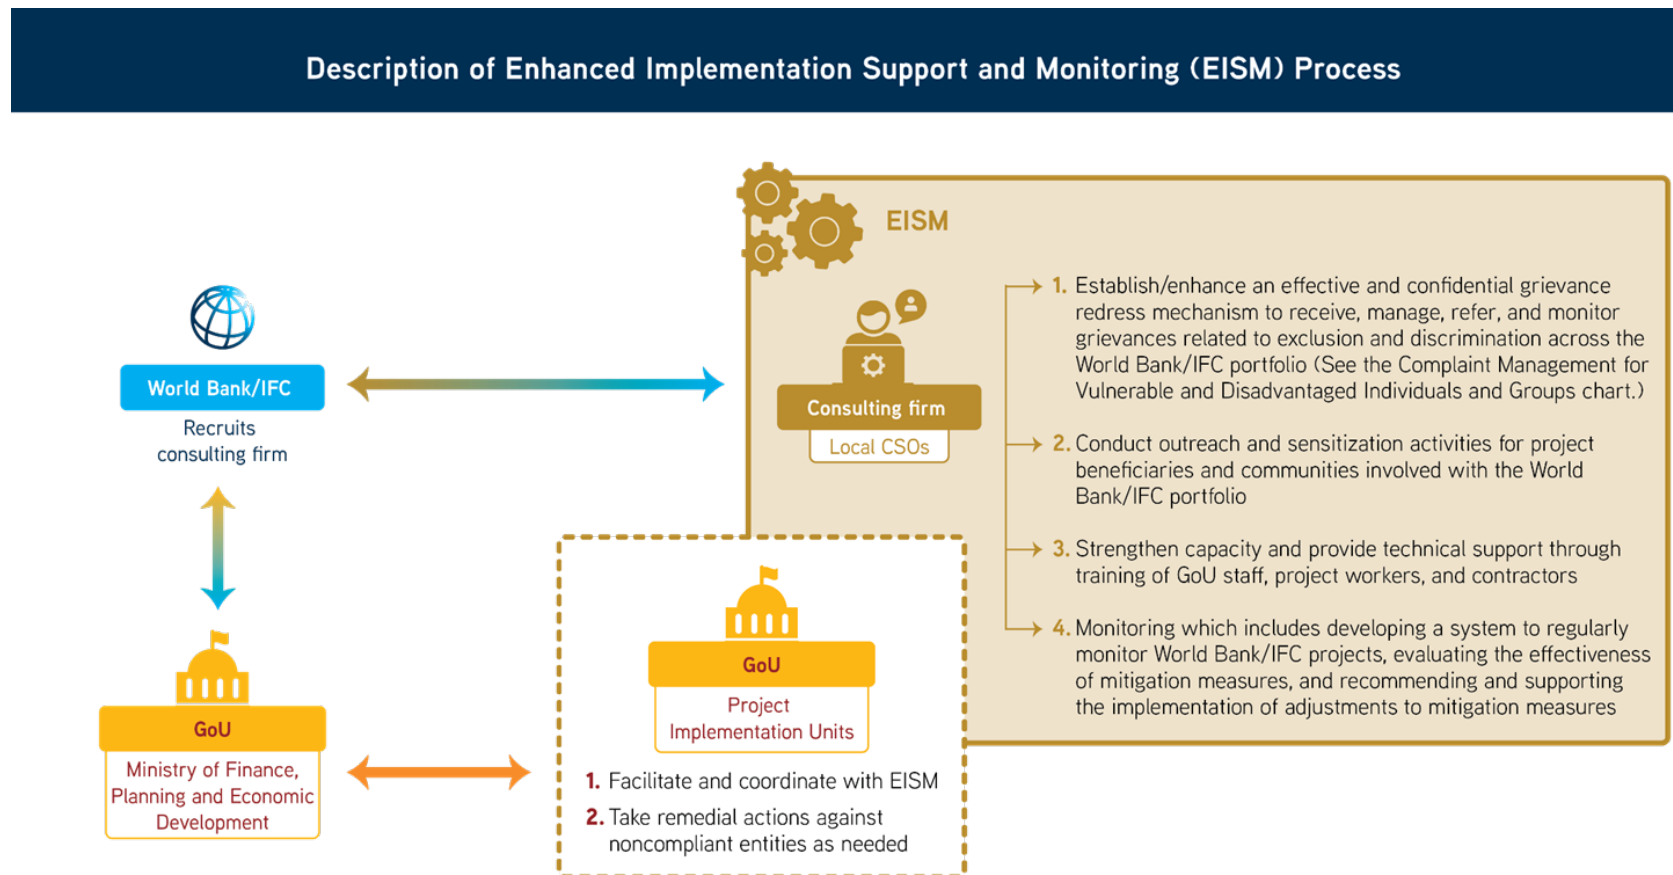 Description of Enhanced Implementation Support and Monitoring (EISM) Process
EISM
World Bank/IFC
Recruits
consulting firm
Consulting firm
Local CSOs
1. Establish/enhance an effective and confidential grievance
redress mechanism to receive, manage, refer, and monitor
grievances related to exclusion and discrimination across the
World Bank/IFC portfolio (See the Complaint Management for
Vulnerable and Disadvantaged Individuals and Groups chart.)
2. Conduct outreach and sensitization activities for project
beneficiaries and communities involved with the World
Bank/IFC portfolio
3. Strengthen capacity and provide technical support through
training of GoU staff, project workers, and contractors
4. Monitoring which includes developing a system to regularly
monitor World Bank/IFC projects, evaluating the effectiveness
of mitigation measures, and recommending and supporting
the implementation of adjustments to mitigation measures
GoU
Ministry of Finance,
Planning and Economic
Development
GoU
Project
Implementation Units
1. Facilitate and coordinate with EISM
2. Take remedial actions against
noncompliant entities as needed